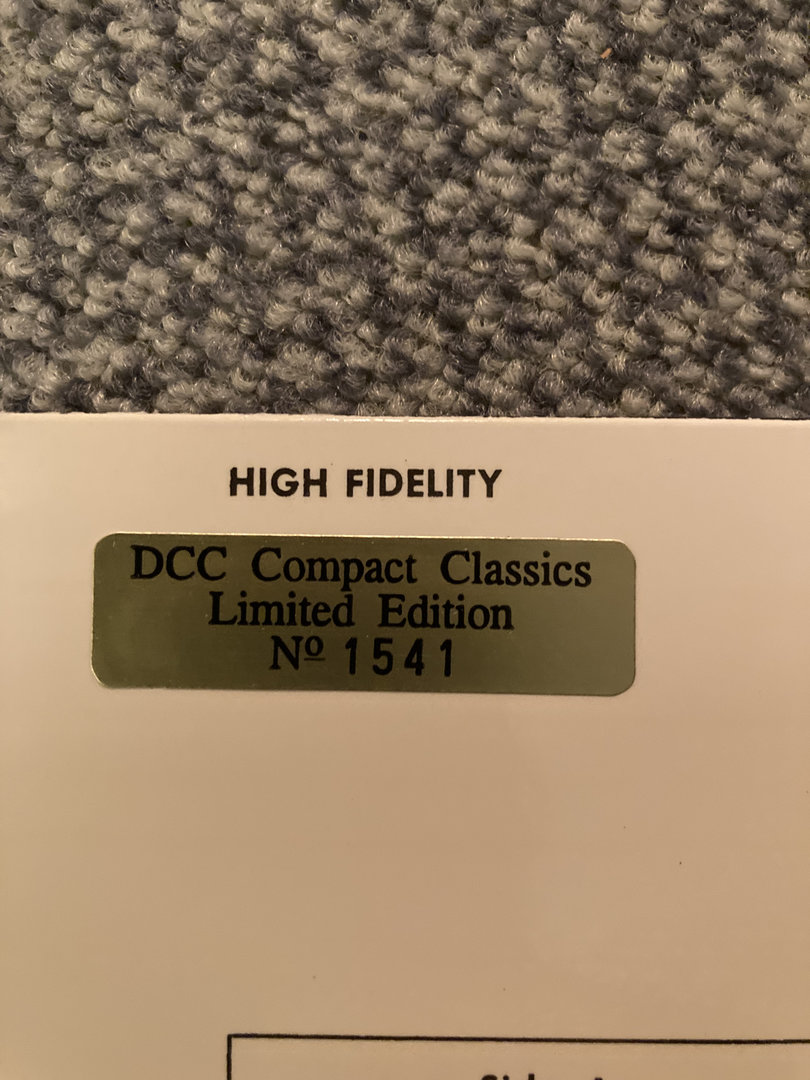 HIGH FIDELITY
DCC Compact Classics
Limited Edition
Nº 1541